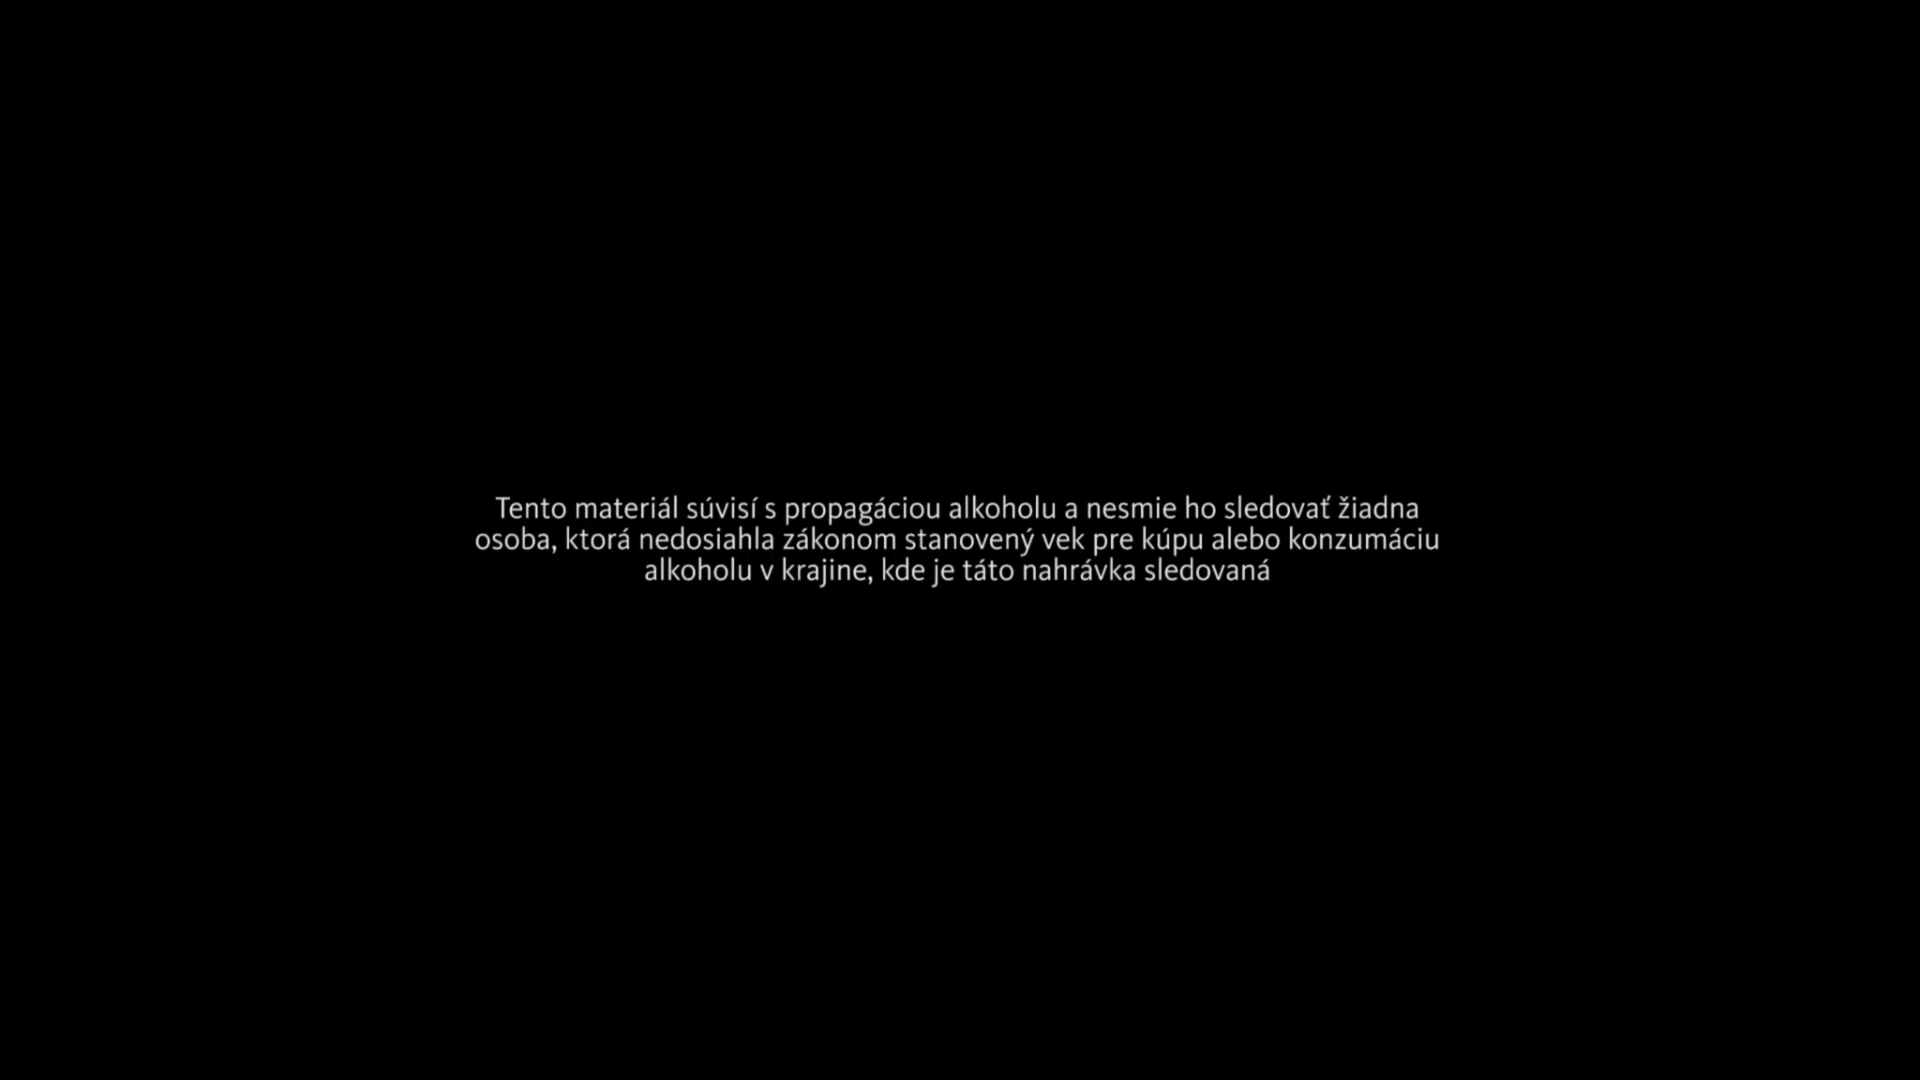 Tento materiál súvisí s propagáciou alkoholu a nesmie ho sledovať žiadna
osoba, ktorá nedosiahla zákonom stanovený vek pre kúpu alebo konzumáciu
alkoholu v krajine, kde je táto nahrávka sledovaná